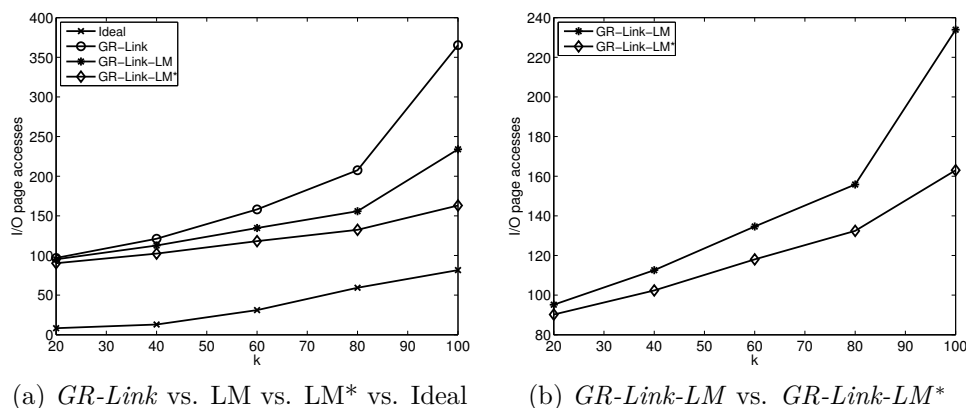 400
350
300
250
200
150
100
50
0
I/O page accesses
Ideal
GR-Link
GR-Link-LM
GR-Link-LM*
20 30 40 50 60 70 80 90 100
k
(a) GR-Link vs. LM vs. LM* vs. Ideal
240
220
200
180
160
140
120
100
80
I/O page accesses
GR-Link-LM
GR-Link-LM*
20 30 40 50 60 70 80 90 100
k
(b) GR-Link-LM vs. GR-Link-LM*